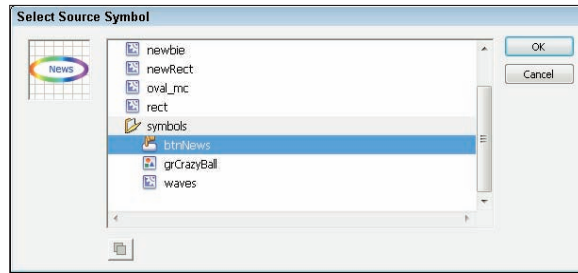 Select Source Symbol
News
newbie
newRect
oval_mc
rect
symbols
btnNews
grCrazyBall
waves
OK
Cancel